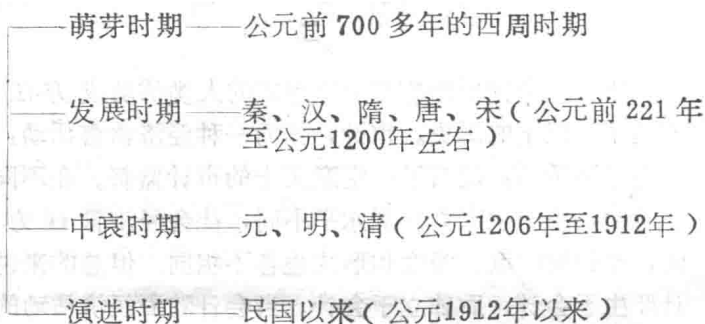 萌芽时期——公元前700多年的西周时期
发展时期——秦、汉、隋、唐、宋(公元前221年
至公元1200年左右)
中衰时期——元、明、清(公元1206年至1912年)
演进时期——民国以来(公元1912年以来)